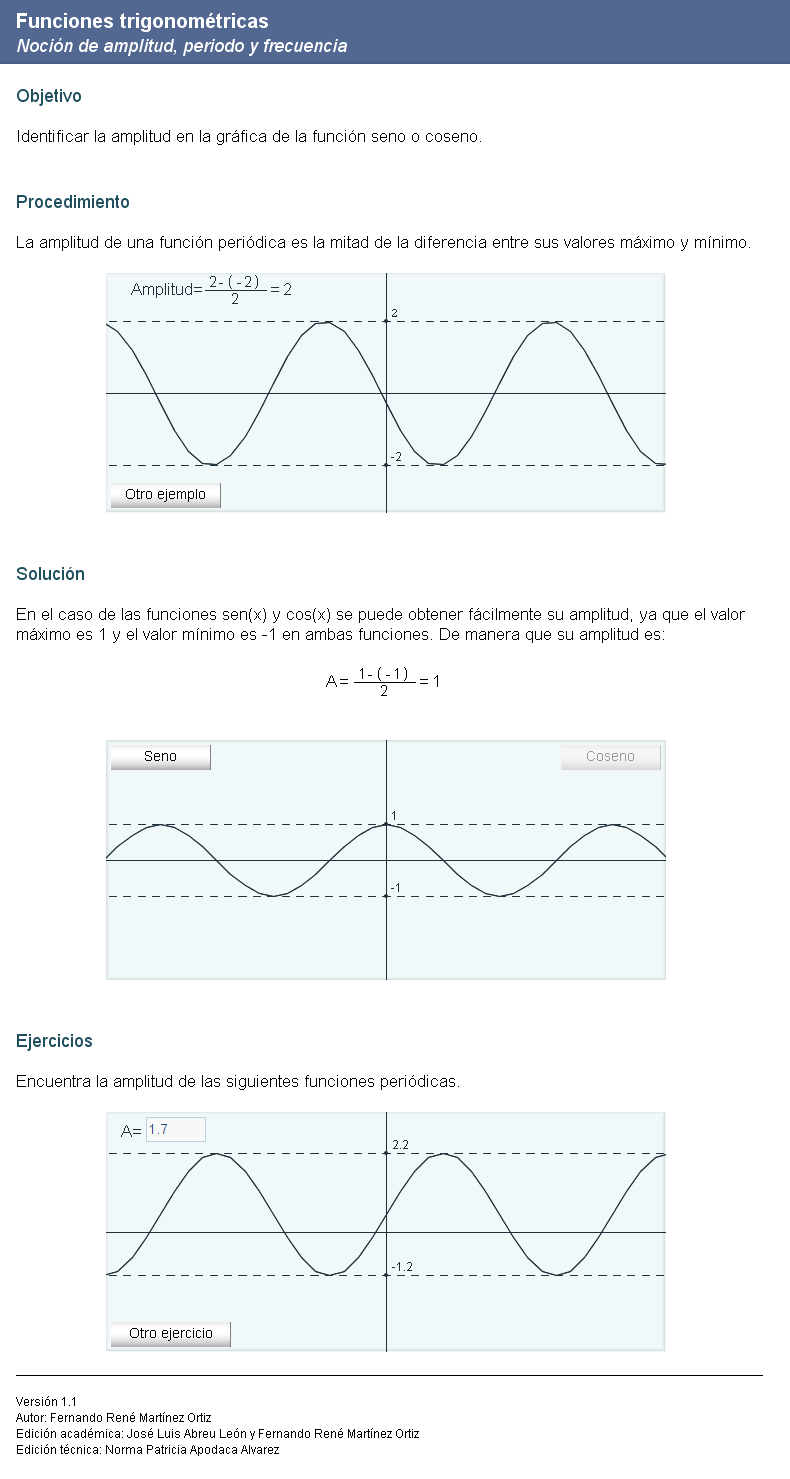 Funciones trigonométricas
Noción de amplitud, periodo y frecuencia
Objetivo
Identificar la amplitud en la gráfica de la función seno o coseno.
Procedimiento
La amplitud de una función periódica es la mitad de la diferencia entre sus valores máximo y mínimo.
Amplitud= 2-(-2) / 2 = 2
2
-2
Otro ejemplo
Solución
En el caso de las funciones sen(x) y cos(x) se puede obtener fácilmente su amplitud, ya que el valor
máximo es 1 y el valor mínimo es -1 en ambas funciones. De manera que su amplitud es:
A= 1-(-1) / 2 = 1
Seno
Coseno
1
-1
Ejercicios
Encuentra la amplitud de las siguientes funciones periódicas.
A= 1.7
2.2
-1.2
Otro ejercicio
Versión 1.1
Autor: Fernando René Martínez Ortiz
Edición académica: José Luis Abreu León y Fernando René Martínez Ortiz
Edición técnica: Norma Patricia Apodaca Alvarez